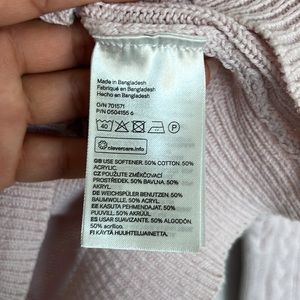 Made in Bangladesh
Fabriqué en Bangladesh
Hecho en Bangladesh
O/N 701571
P/N 0504155 6
40
P
clevercare.info
GB USE SOFTENER. 50% COTTON. 50%
ACRYLIC.
CZ POUŽIJTE ZMĚKČOVACÍ
PROSTŘEDEK. 50% BAVLNA. 50%
AKRYL.
DE WEICHSPÜLER BENUTZEN. 50%
BAUMWOLLE. 50% ACRYL.
EE KASUTA PEHMENDAJAT. 50%
PUUVILL. 50% AKRÜÜL.
ES USAR SUAVIZANTE. 50% ALGODÓN.
50% acrílico.
FI KÄYTÄ HUUHTELUAINETTA.